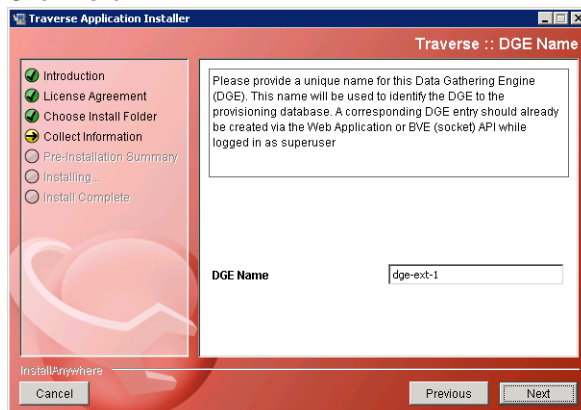 Traverse Application Installer
Traverse :: DGE Name
Introduction
License Agreement
Choose Install Folder
Collect Information
Pre-Installation Summary
Installing...
Install Complete
Please provide a unique name for this Data Gathering Engine
(DGE). This name will be used to identify the DGE to the
provisioning database. A corresponding DGE entry should already
be created via the Web Application or BVE (socket) API while
logged in as superuser
DGE Name
dge-ext-1
InstallAnywhere
Cancel
Previous
Next